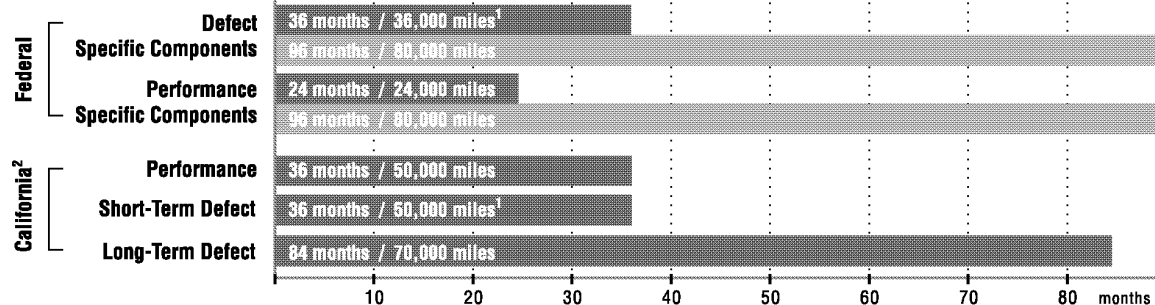 Federal
Defect 36 months / 36,000 miles¹
Specific Components 96 months / 80,000 miles
Performance 24 months / 24,000 miles
Specific Components 96 months / 80,000 miles
California²
Performance 36 months / 50,000 miles
Short-Term Defect 36 months / 50,000 miles¹
Long-Term Defect 84 months / 70,000 miles
10 20 30 40 50 60 70 80 months